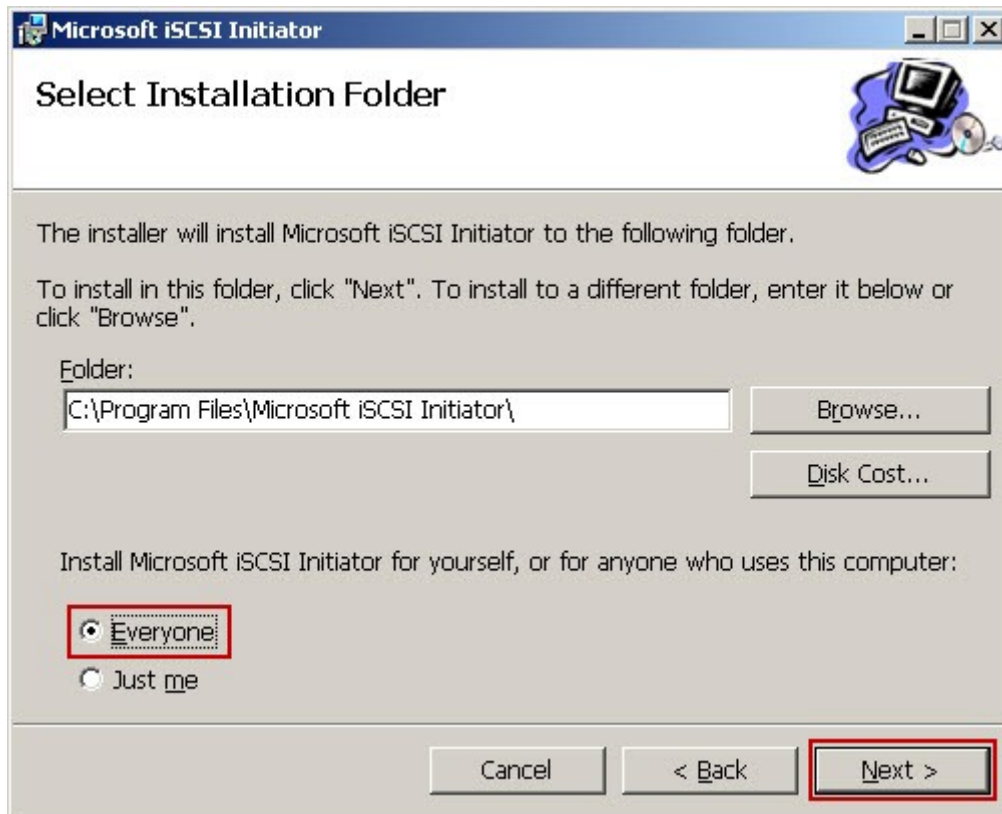 Microsoft iSCSI Initiator
Select Installation Folder
The installer will install Microsoft iSCSI Initiator to the following folder.
To install in this folder, click "Next". To install to a different folder, enter it below or
click "Browse".
Folder:
C:\Program Files\Microsoft iSCSI Initiator\
Browse...
Disk Cost...
Install Microsoft iSCSI Initiator for yourself, or for anyone who uses this computer:
Everyone
Just me
Cancel
< Back
Next >